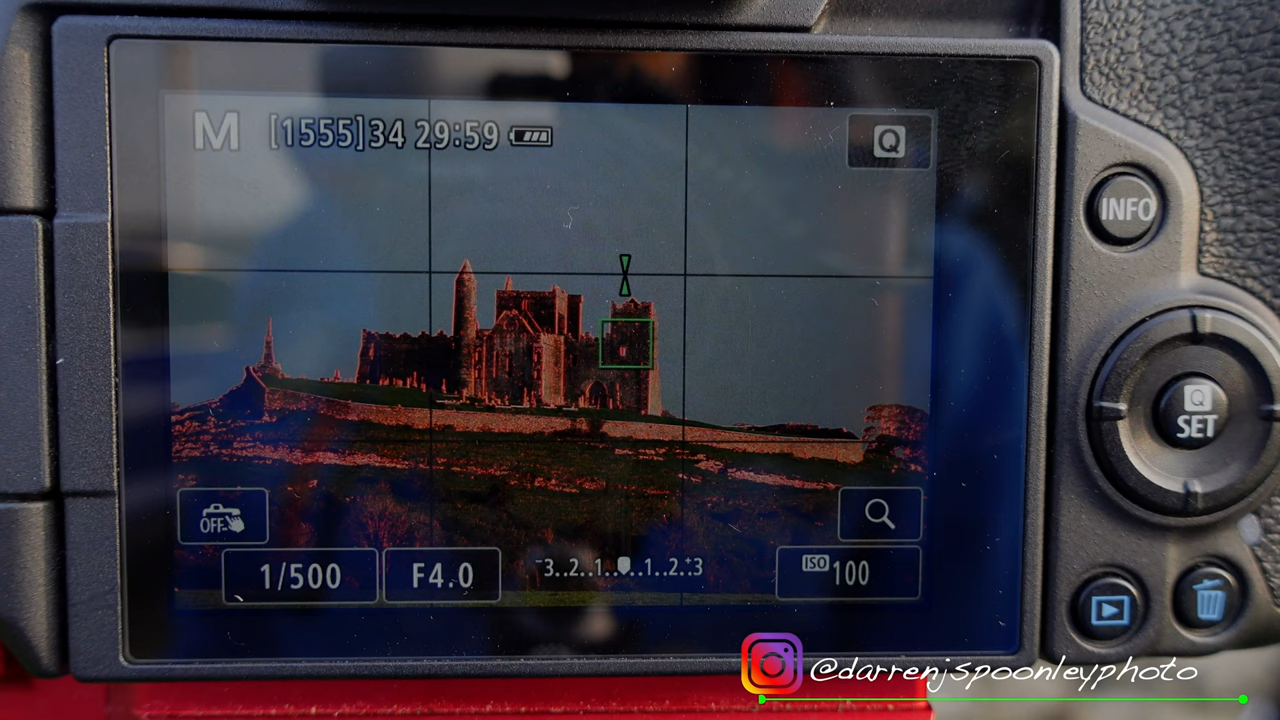 M [1555]34 29:59
Q
INFO
Q
SET
OFF
1/500 F4.0 -3..2..1....1..2.:+3 ISO 100
@darrenjspoonleyphoto